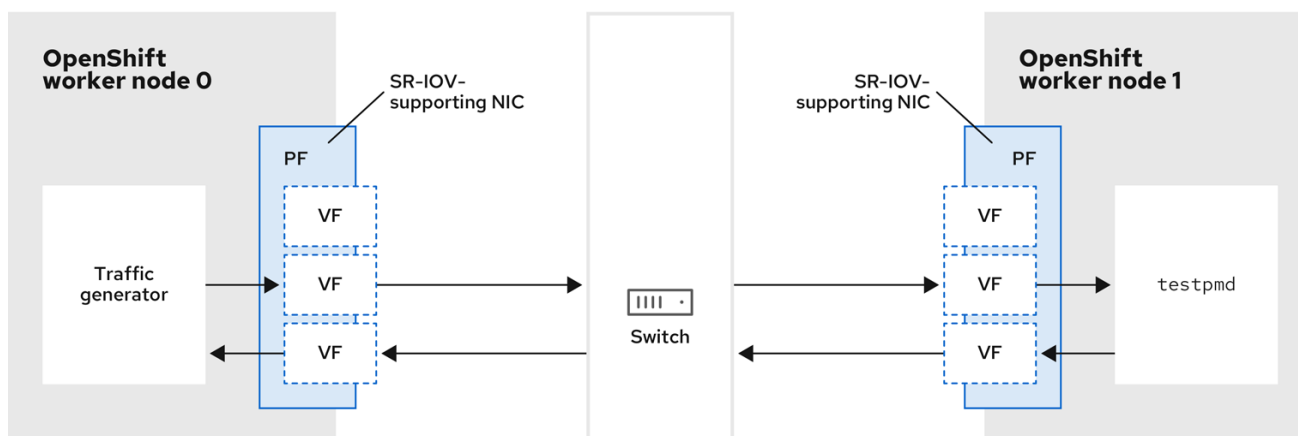 OpenShift
worker node 0
SR-IOV-
supporting NIC
PF
VF
VF
VF
Traffic
generator
Switch
SR-IOV-
supporting NIC
OpenShift
worker node 1
PF
VF
VF
VF
testpmd